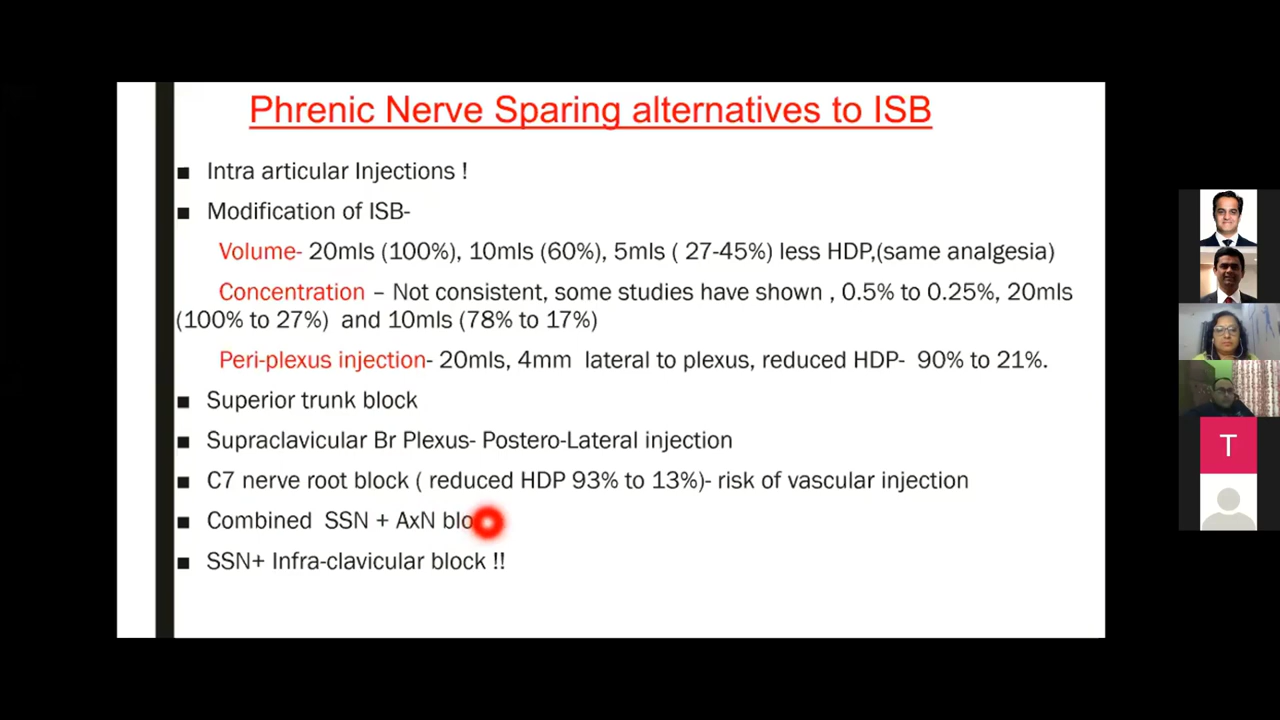 Phrenic Nerve Sparing alternatives to ISB
Intra articular Injections !
Modification of ISB-
Volume- 20mls (100%), 10mls (60%), 5mls ( 27-45%) less HDP,(same analgesia)
Concentration – Not consistent, some studies have shown , 0.5% to 0.25%, 20mls
(100% to 27%) and 10mls (78% to 17%)
Peri-plexus injection- 20mls, 4mm lateral to plexus, reduced HDP- 90% to 21%.
Superior trunk block
Supraclavicular Br Plexus- Postero-Lateral injection
C7 nerve root block ( reduced HDP 93% to 13%)- risk of vascular injection
Combined SSN + AxN blo
SSN+ Infra-clavicular block !!
T